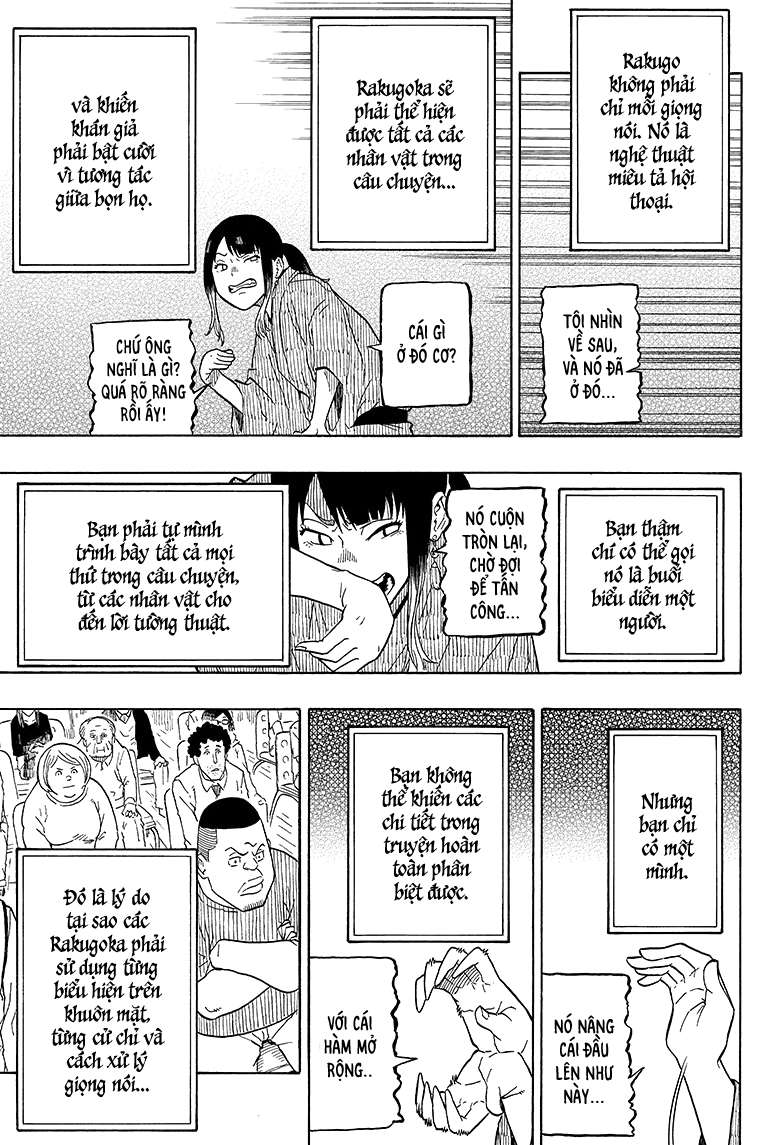 Rakugo
không phải
chỉ mỗi giọng
nói. Nó là
nghệ thuật
miêu tả hội
thoại.
TÔI NHÌN
VỀ SAU,
VÀ NÓ ĐÃ
Ở ĐÓ...
Rakugoka sẽ
phải thể hiện
được tất cả các
nhân vật trong
câu chuyện...
CÁI GÌ
Ở ĐÓ CƠ?
và khiến
khán giả
phải bật cười
vì tương tác
giữa bọn họ.
CHỨ ÔNG
NGHĨ LÀ GÌ?
QUÁ RÕ RÀNG
RỒI ẤY!
Bạn thậm
chí có thể gọi
nó là buổi
biểu diễn một
người.
NÓ CUỘN
TRÒN LẠI,
CHỜ ĐỢI
ĐỂ TẤN
CÔNG...
Bạn phải tự mình
trình bày tất cả mọi
thứ trong câu chuyện,
từ các nhân vật cho
đến lời tường thuật.
Nhưng
bạn chỉ
có một
mình.
NÓ NÂNG
CÁI ĐẦU
LÊN NHƯ
NÀY...
Bạn không
thể khiến các
chi tiết trong
truyện hoàn
toàn phân
biệt được.
VỚI CÁI
HÀM MỞ
RỘNG..
Đó là lý do
tại sao các
Rakugoka phải
sử dụng từng
biểu hiện trên
khuôn mặt,
từng cử chỉ và
cách xử lý
giọng nói...